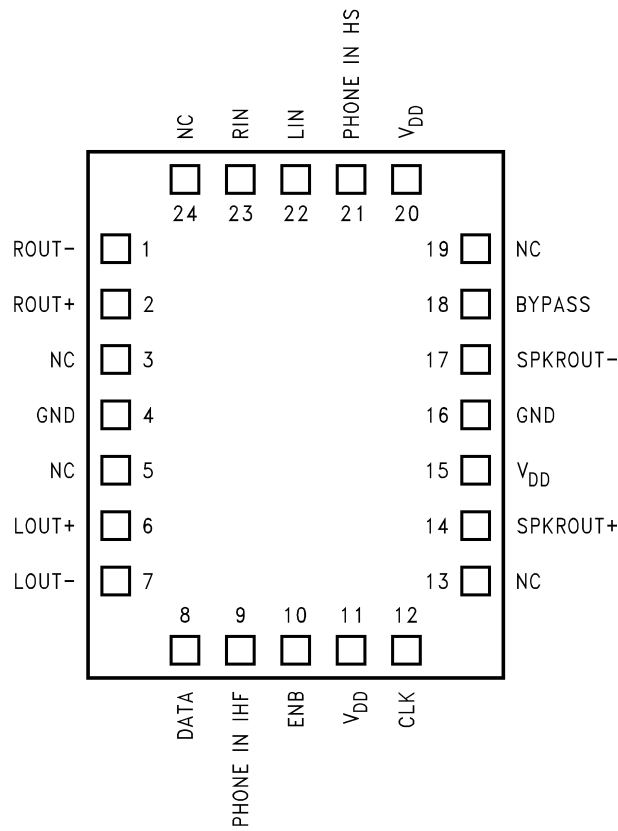 NC
RIN
LIN
PHONE IN HS
VDD
24 23 22 21 20
ROUT- 1
19 NC
ROUT+ 2
18 BYPASS
NC 3
17 SPKROUT-
GND 4
16 GND
NC 5
15 VDD
LOUT+ 6
14 SPKROUT+
LOUT- 7
13 NC
8 9 10 11 12
DATA
PHONE IN IHF
ENB
VDD
CLK